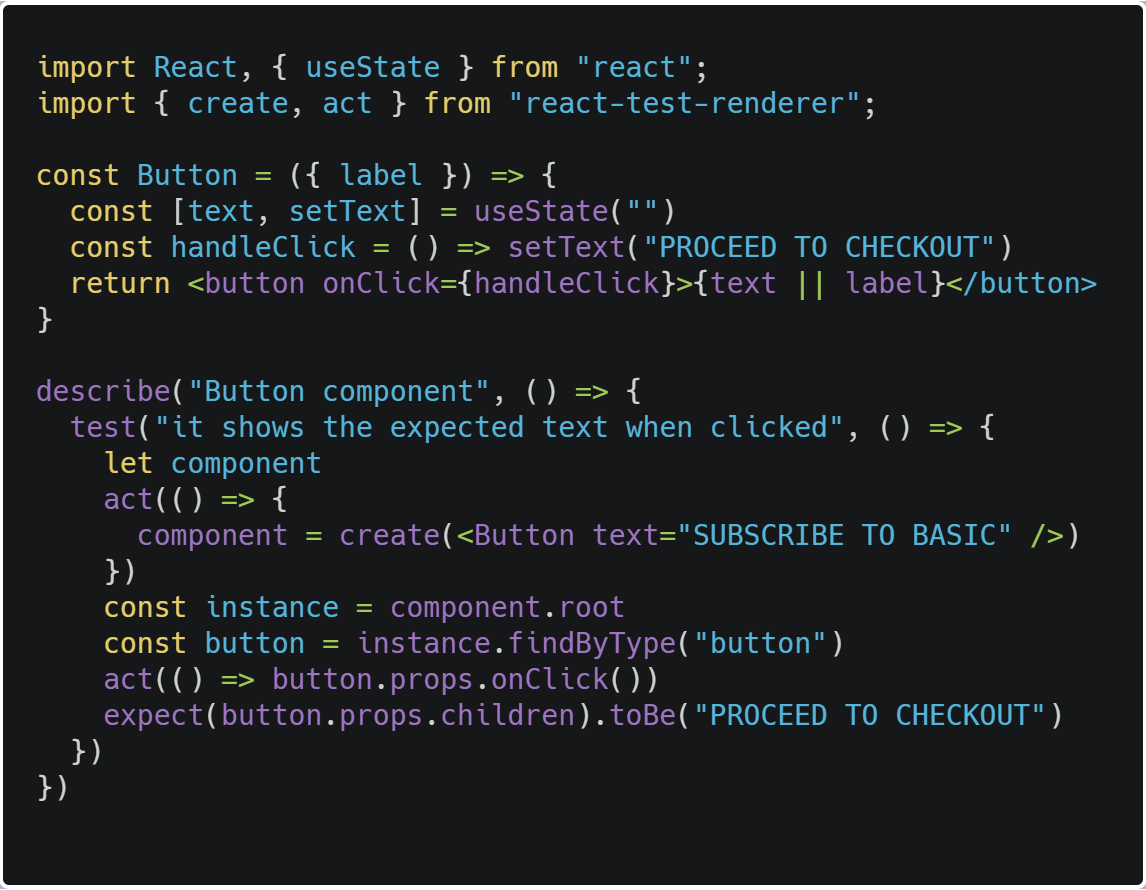 import React, { useState } from "react";
import { create, act } from "react-test-renderer";

const Button = ({ label }) => {
  const [text, setText] = useState("")
  const handleClick = () => setText("PROCEED TO CHECKOUT")
  return <button onClick={handleClick}>{text || label}</button>
}

describe("Button component", () => {
  test("it shows the expected text when clicked", () => {
    let component
    act(() => {
      component = create(<Button text="SUBSCRIBE TO BASIC" />)
    })
    const instance = component.root
    const button = instance.findByType("button")
    act(() => button.props.onClick())
    expect(button.props.children).toBe("PROCEED TO CHECKOUT")
  })
})